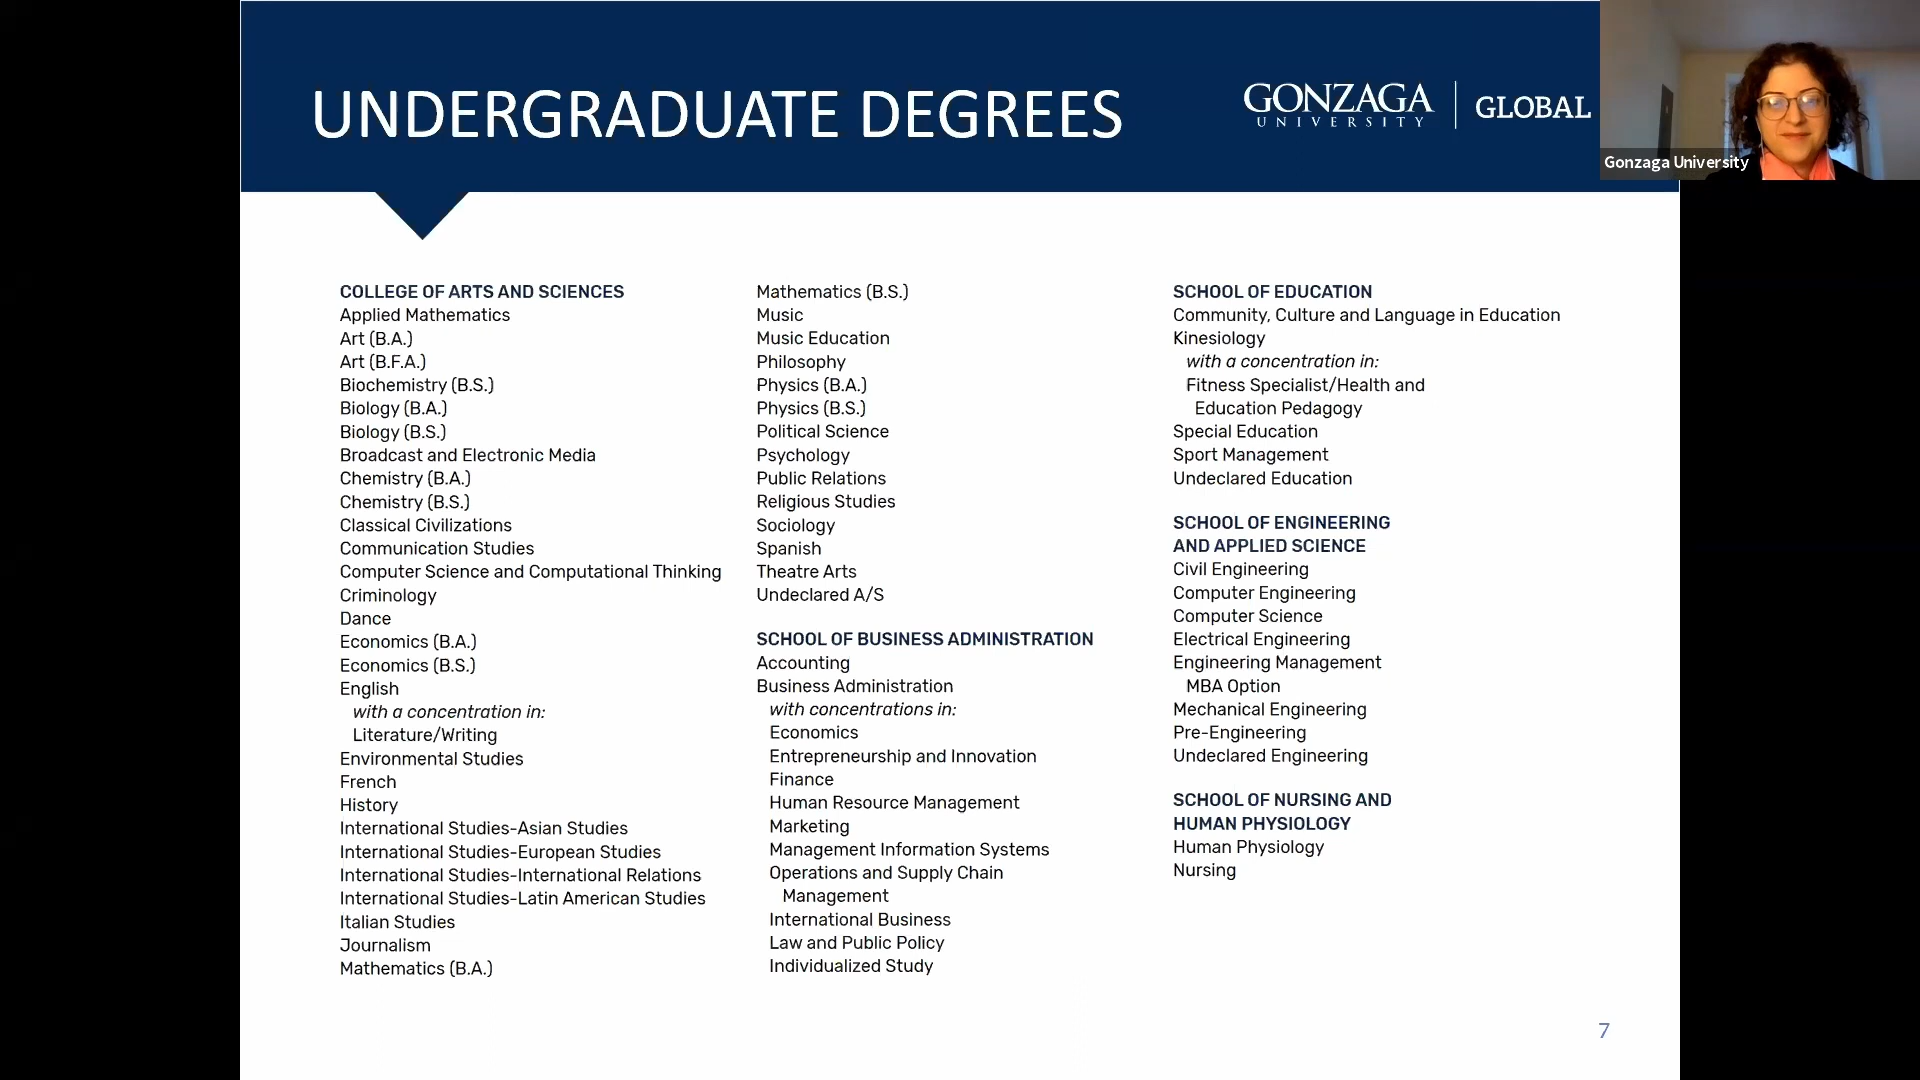 UNDERGRADUATE DEGREES
GONZAGA
UNIVERSITY
GLOBAL
Gonzaga University
COLLEGE OF ARTS AND SCIENCES
Applied Mathematics
Art (B.A.)
Art (B.F.A.)
Biochemistry (B.S.)
Biology (B.A.)
Biology (B.S.)
Broadcast and Electronic Media
Chemistry (B.A.)
Chemistry (B.S.)
Classical Civilizations
Communication Studies
Computer Science and Computational Thinking
Criminology
Dance
Economics (B.A.)
Economics (B.S.)
English
with a concentration in:
Literature/Writing
Environmental Studies
French
History
International Studies-Asian Studies
International Studies-European Studies
International Studies-International Relations
International Studies-Latin American Studies
Italian Studies
Journalism
Mathematics (B.A.)
Mathematics (B.S.)
Music
Music Education
Philosophy
Physics (B.A.)
Physics (B.S.)
Political Science
Psychology
Public Relations
Religious Studies
Sociology
Spanish
Theatre Arts
Undeclared A/S
SCHOOL OF BUSINESS ADMINISTRATION
Accounting
Business Administration
with concentrations in:
Economics
Entrepreneurship and Innovation
Finance
Human Resource Management
Marketing
Management Information Systems
Operations and Supply Chain
Management
International Business
Law and Public Policy
Individualized Study
SCHOOL OF EDUCATION
Community, Culture and Language in Education
Kinesiology
with a concentration in:
Fitness Specialist/Health and
Education Pedagogy
Special Education
Sport Management
Undeclared Education
SCHOOL OF ENGINEERING
AND APPLIED SCIENCE
Civil Engineering
Computer Engineering
Computer Science
Electrical Engineering
Engineering Management
MBA Option
Mechanical Engineering
Pre-Engineering
Undeclared Engineering
SCHOOL OF NURSING AND
HUMAN PHYSIOLOGY
Human Physiology
Nursing
7